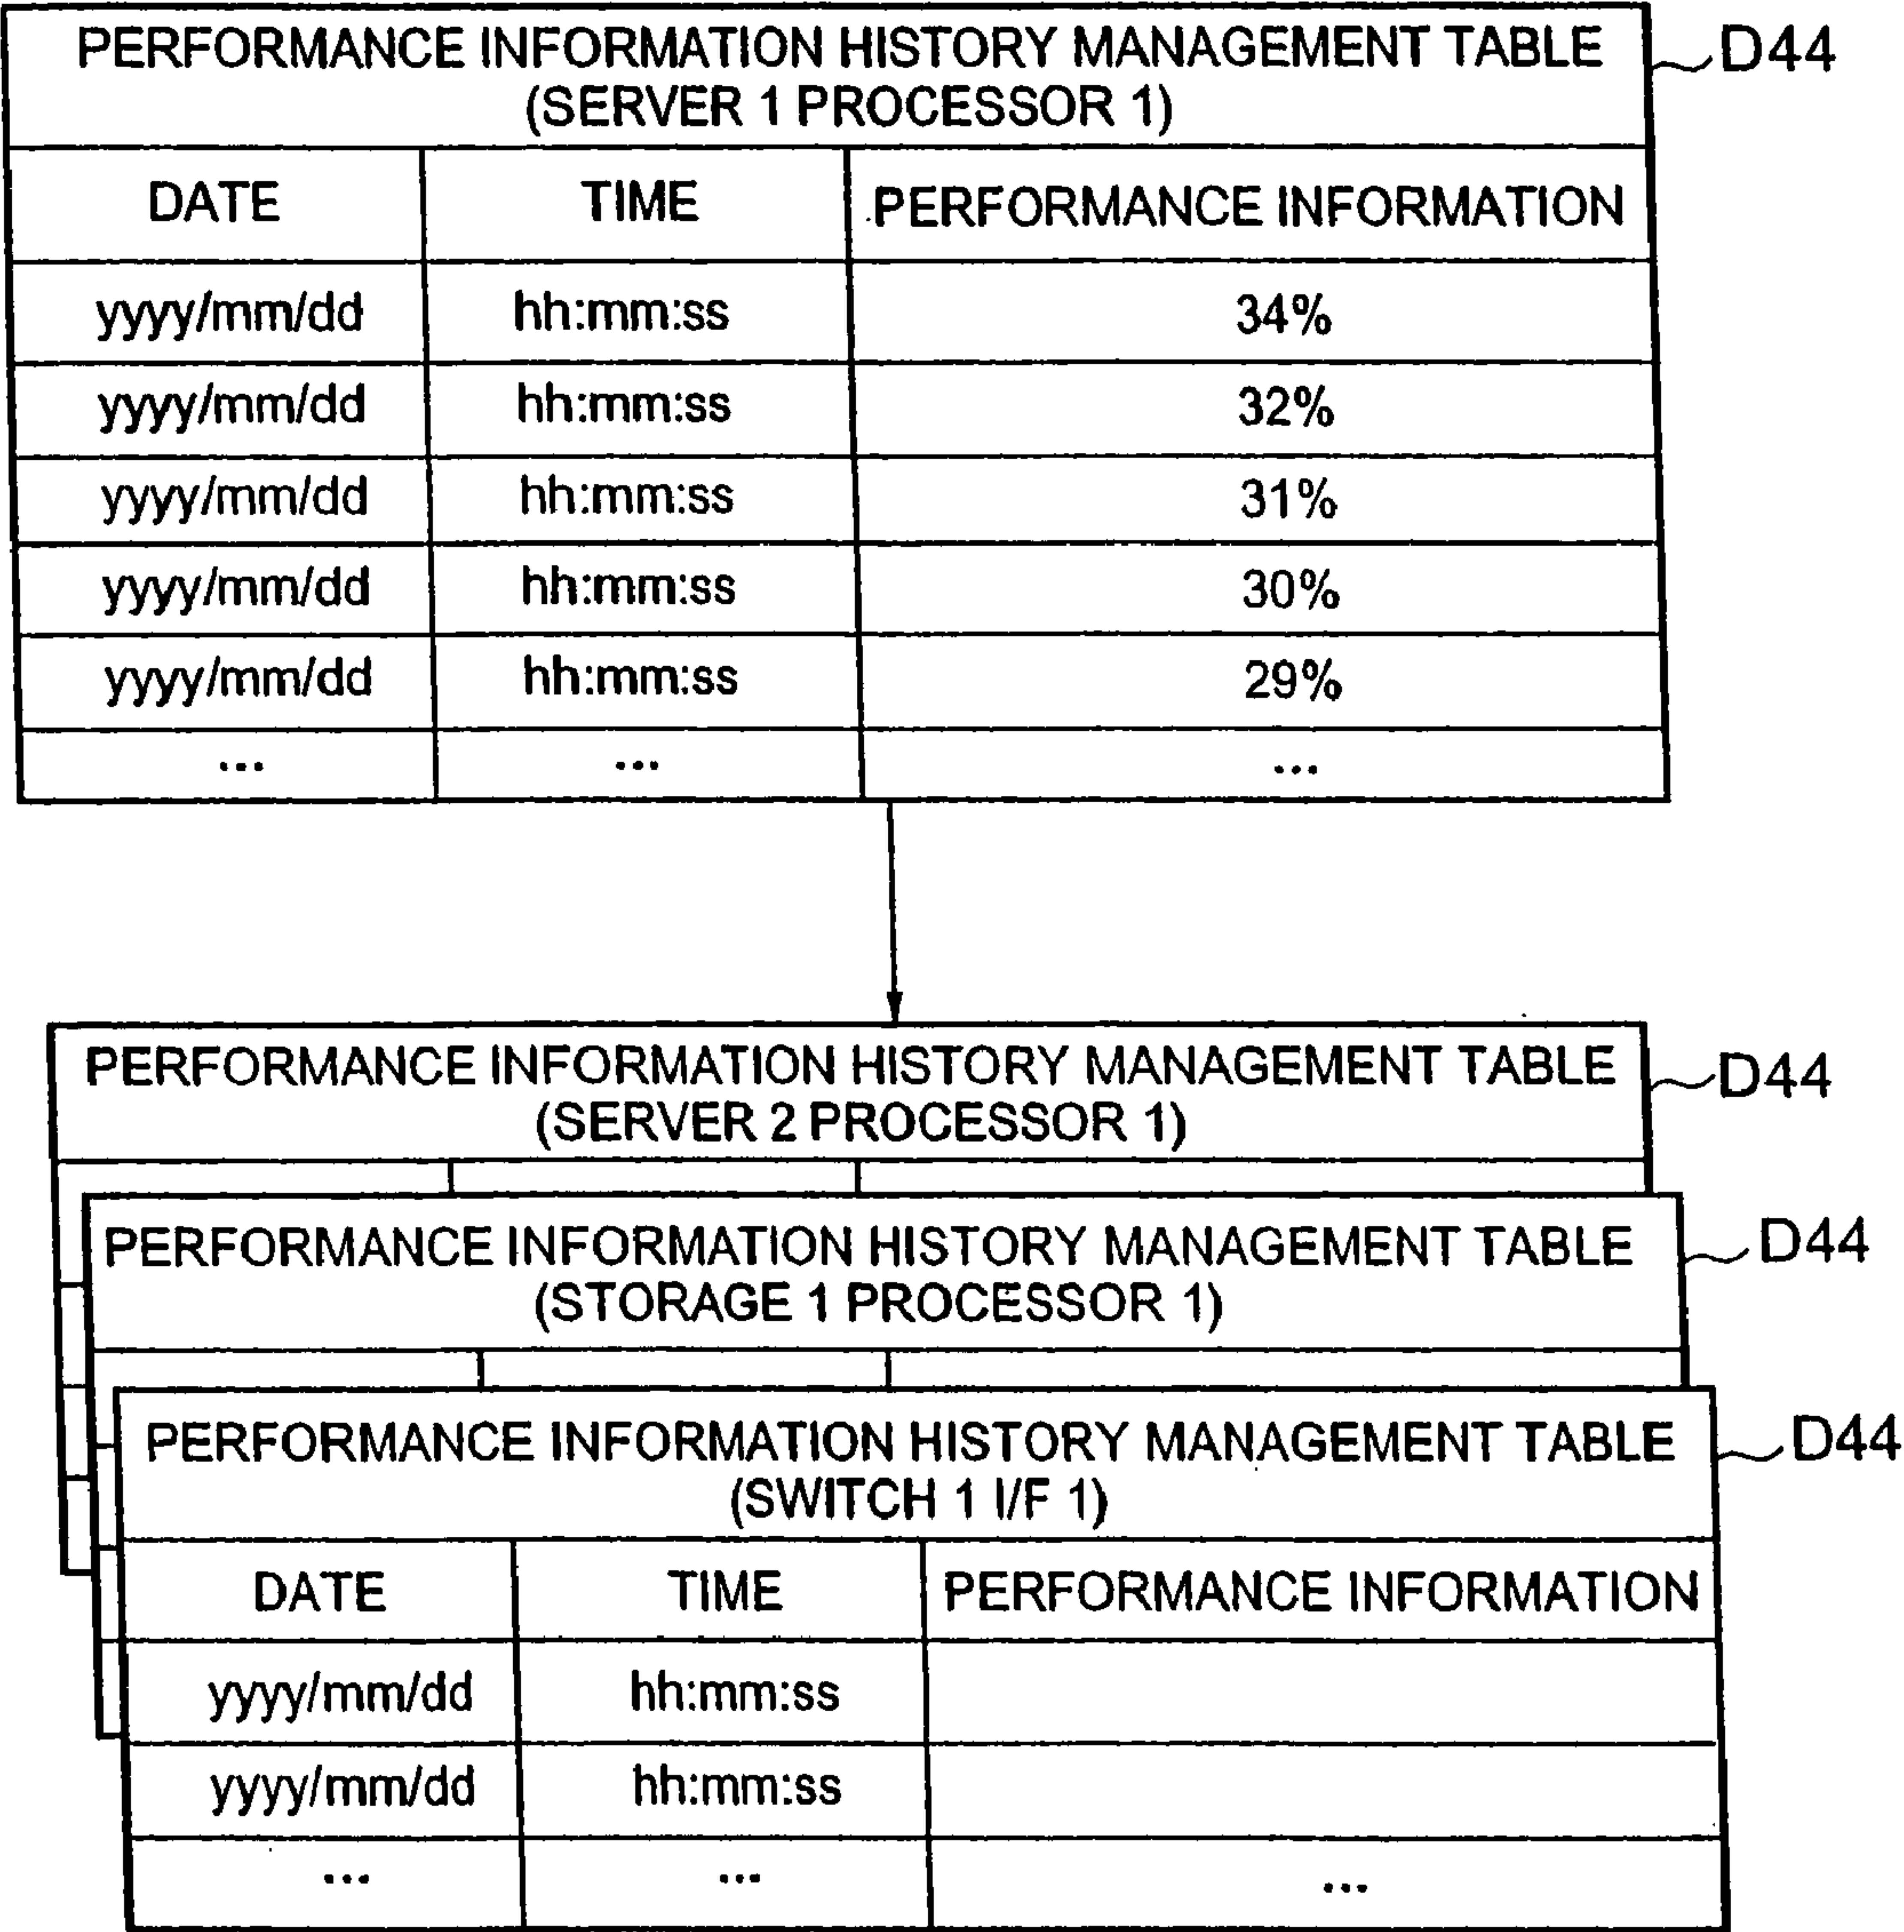 PERFORMANCE INFORMATION HISTORY MANAGEMENT TABLE D44
(SERVER 1 PROCESSOR 1)
DATE TIME PERFORMANCE INFORMATION
yyyy/mm/dd hh:mm:ss 34%
yyyy/mm/dd hh:mm:ss 32%
yyyy/mm/dd hh:mm:ss 31%
yyyy/mm/dd hh:mm:ss 30%
yyyy/mm/dd hh:mm:ss 29%
... ... ...
PERFORMANCE INFORMATION HISTORY MANAGEMENT TABLE D44
(SERVER 2 PROCESSOR 1)
PERFORMANCE INFORMATION HISTORY MANAGEMENT TABLE D44
(STORAGE 1 PROCESSOR 1)
PERFORMANCE INFORMATION HISTORY MANAGEMENT TABLE D44
(SWITCH 1 I/F 1)
DATE TIME PERFORMANCE INFORMATION
yyyy/mm/dd hh:mm:ss
yyyy/mm/dd hh:mm:ss
... ... ...